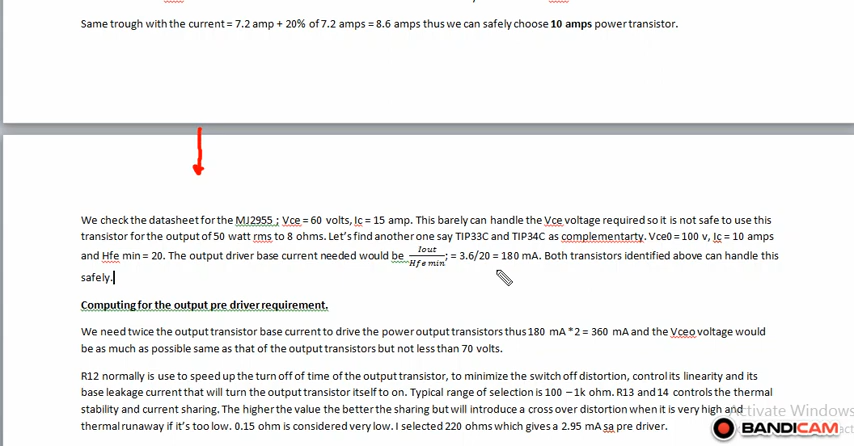 Same trough with the current = 7.2 amp + 20% of 7.2 amps = 8.6 amps thus we can safely choose 10 amps power transistor.
We check the datasheet for the MJ2955 ; Vce = 60 volts, Ic = 15 amp. This barely can handle the Vce voltage required so it is not safe to use this
transistor for the output of 50 watt rms to 8 ohms. Let's find another one say TIP33C and TIP34C as complementarty. Vce0 = 100 v, Ic = 10 amps
and Hfe min = 20. The output driver base current needed would be Iout/Hfe min; = 3.6/20 = 180 mA. Both transistors identified above can handle this
safely.
Computing for the output pre driver requirement.
We need twice the output transistor base current to drive the power output transistors thus 180 mA *2 = 360 mA and the Vceo voltage would
be as much as possible same as that of the output transistors but not less than 70 volts.
R12 normally is use to speed up the turn off of time of the output transistor, to minimize the switch off distortion, control its linearity and its
base leakage current that will turn the output transistor itself to on. Typical range of selection is 100 – 1k ohm. R13 and 14 controls the thermal
stability and current sharing. The higher the value the better the sharing but will introduce a cross over distortion when it is very high and
thermal runaway if it's too low. 0.15 ohm is considered very low. I selected 220 ohms which gives a 2.95 mA sa pre driver.
Activate Windows
BANDICAM